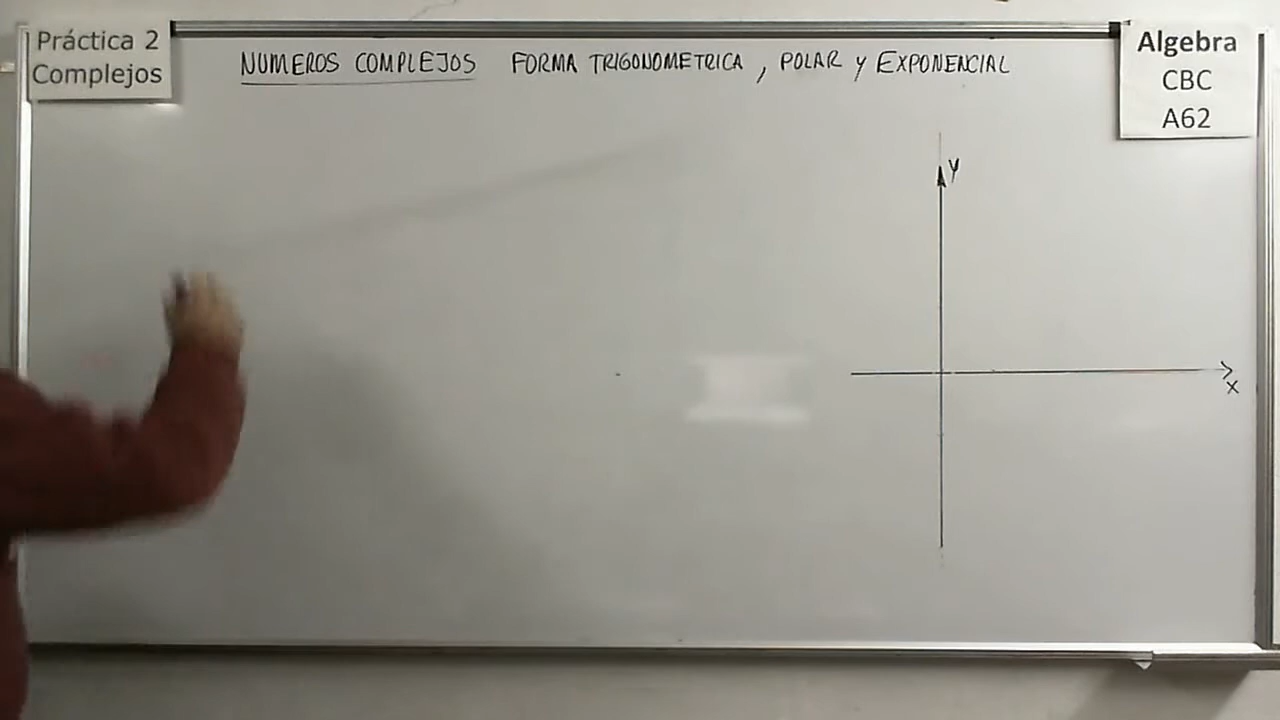 Práctica 2
Complejos
NUMEROS COMPLEJOS FORMA TRIGONOMETRICA, POLAR y EXPONENCIAL
Algebra
CBC
A62
y
x